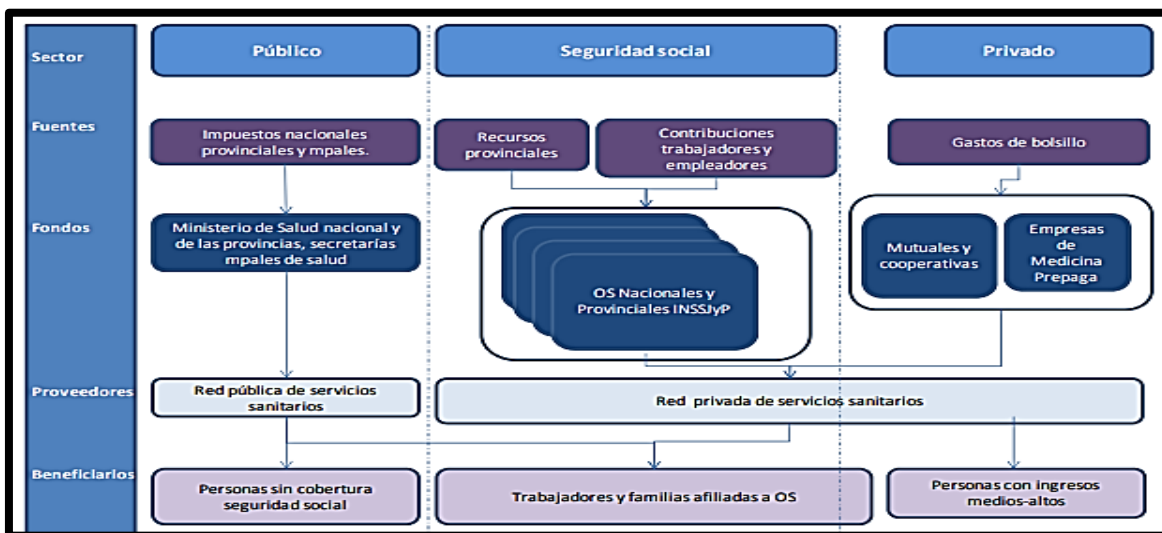 Sector
Público
Seguridad social
Privado
Fuentes
Impuestos nacionales
provinciales y mpales.
Recursos
provinciales
Contribuciones
trabajadores y
empleadores
Gastos de bolsillo
Fondos
Ministerio de Salud nacional y
de las provincias, secretarías
mpales de salud
OS Nacionales y
Provinciales INSSJyP
Mutuales y
cooperativas
Empresas
de
Medicina
Prepaga
Proveedores
Red pública de servicios
sanitarios
Red privada de servicios sanitarios
Beneficiarios
Personas sin cobertura
seguridad social
Trabajadores y familias afiliadas a OS
Personas con ingresos
medios-altos